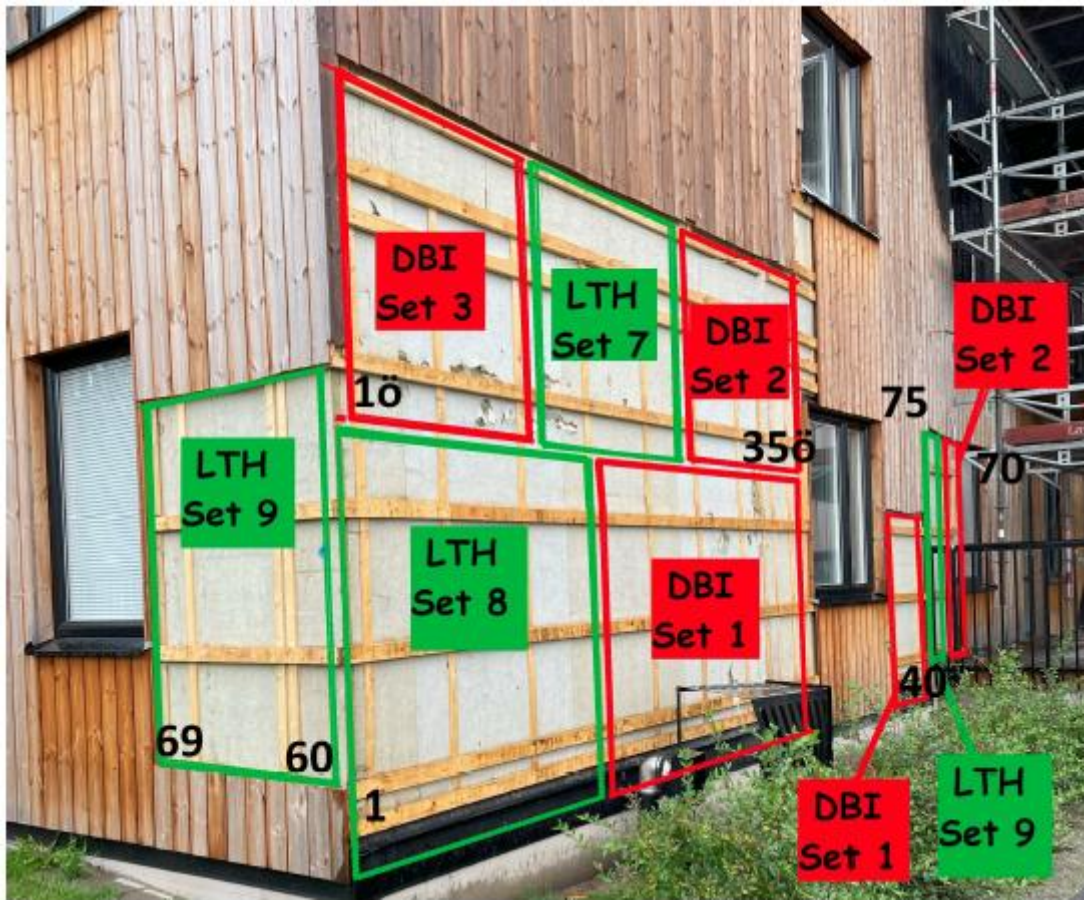 DBI
Set 3
LTH
Set 7
DBI
Set 2
DBI
Set 2
1ö
35ö
75
70
LTH
Set 9
LTH
Set 8
DBI
Set 1
69
60
1
40
DBI
Set 1
LTH
Set 9